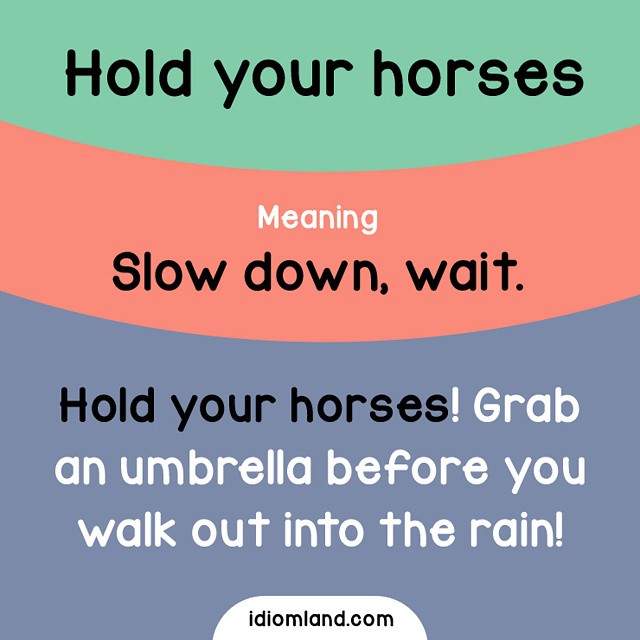 Hold your horses
Meaning
Slow down, wait.
Hold your horses! Grab
an umbrella before you
walk out into the rain!
idiomland.com